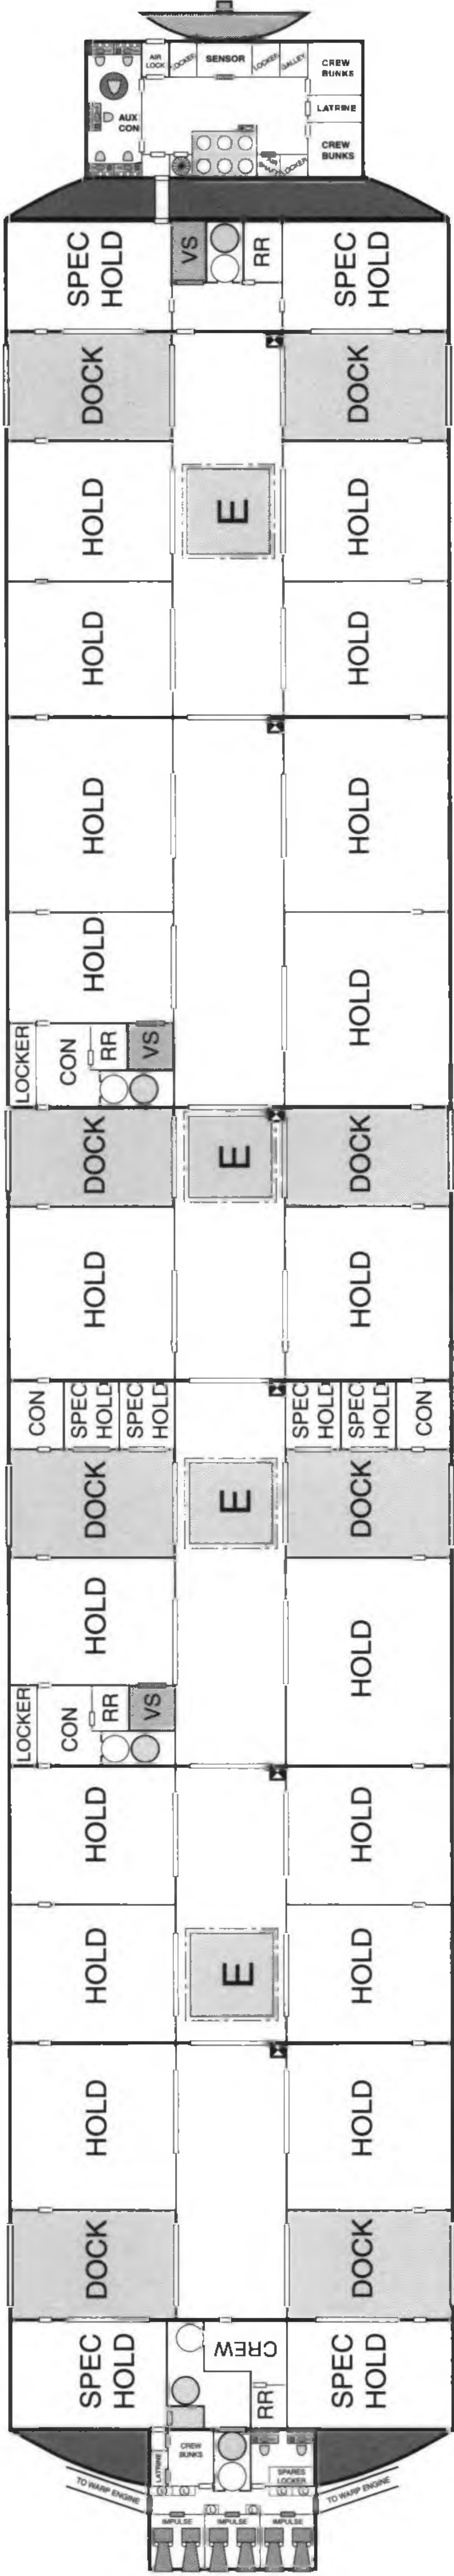 AIR
LOCK
LOCKER
SENSOR
LOCKER
GALLEY
CREW
BUNKS
LATRINE
AUX
CON
AIR
SHAFT
LOCKER
CREW
BUNKS
SPEC
HOLD
VS
RR
SPEC
HOLD
DOCK
DOCK
HOLD
E
HOLD
HOLD
HOLD
HOLD
HOLD
HOLD
HOLD
LOCKER
CON
RR
VS
DOCK
E
DOCK
HOLD
HOLD
CON
SPEC
HOLD
SPEC
HOLD
SPEC
HOLD
SPEC
HOLD
CON
DOCK
E
DOCK
HOLD
HOLD
LOCKER
CON
RR
VS
HOLD
HOLD
HOLD
E
HOLD
HOLD
HOLD
DOCK
DOCK
SPEC
HOLD
CREW
RR
SPEC
HOLD
LATRINE
CREW
BUNKS
SPARES
LOCKER
TO WARP ENGINE
TO WARP ENGINE
IMPULSE
IMPULSE
IMPULSE